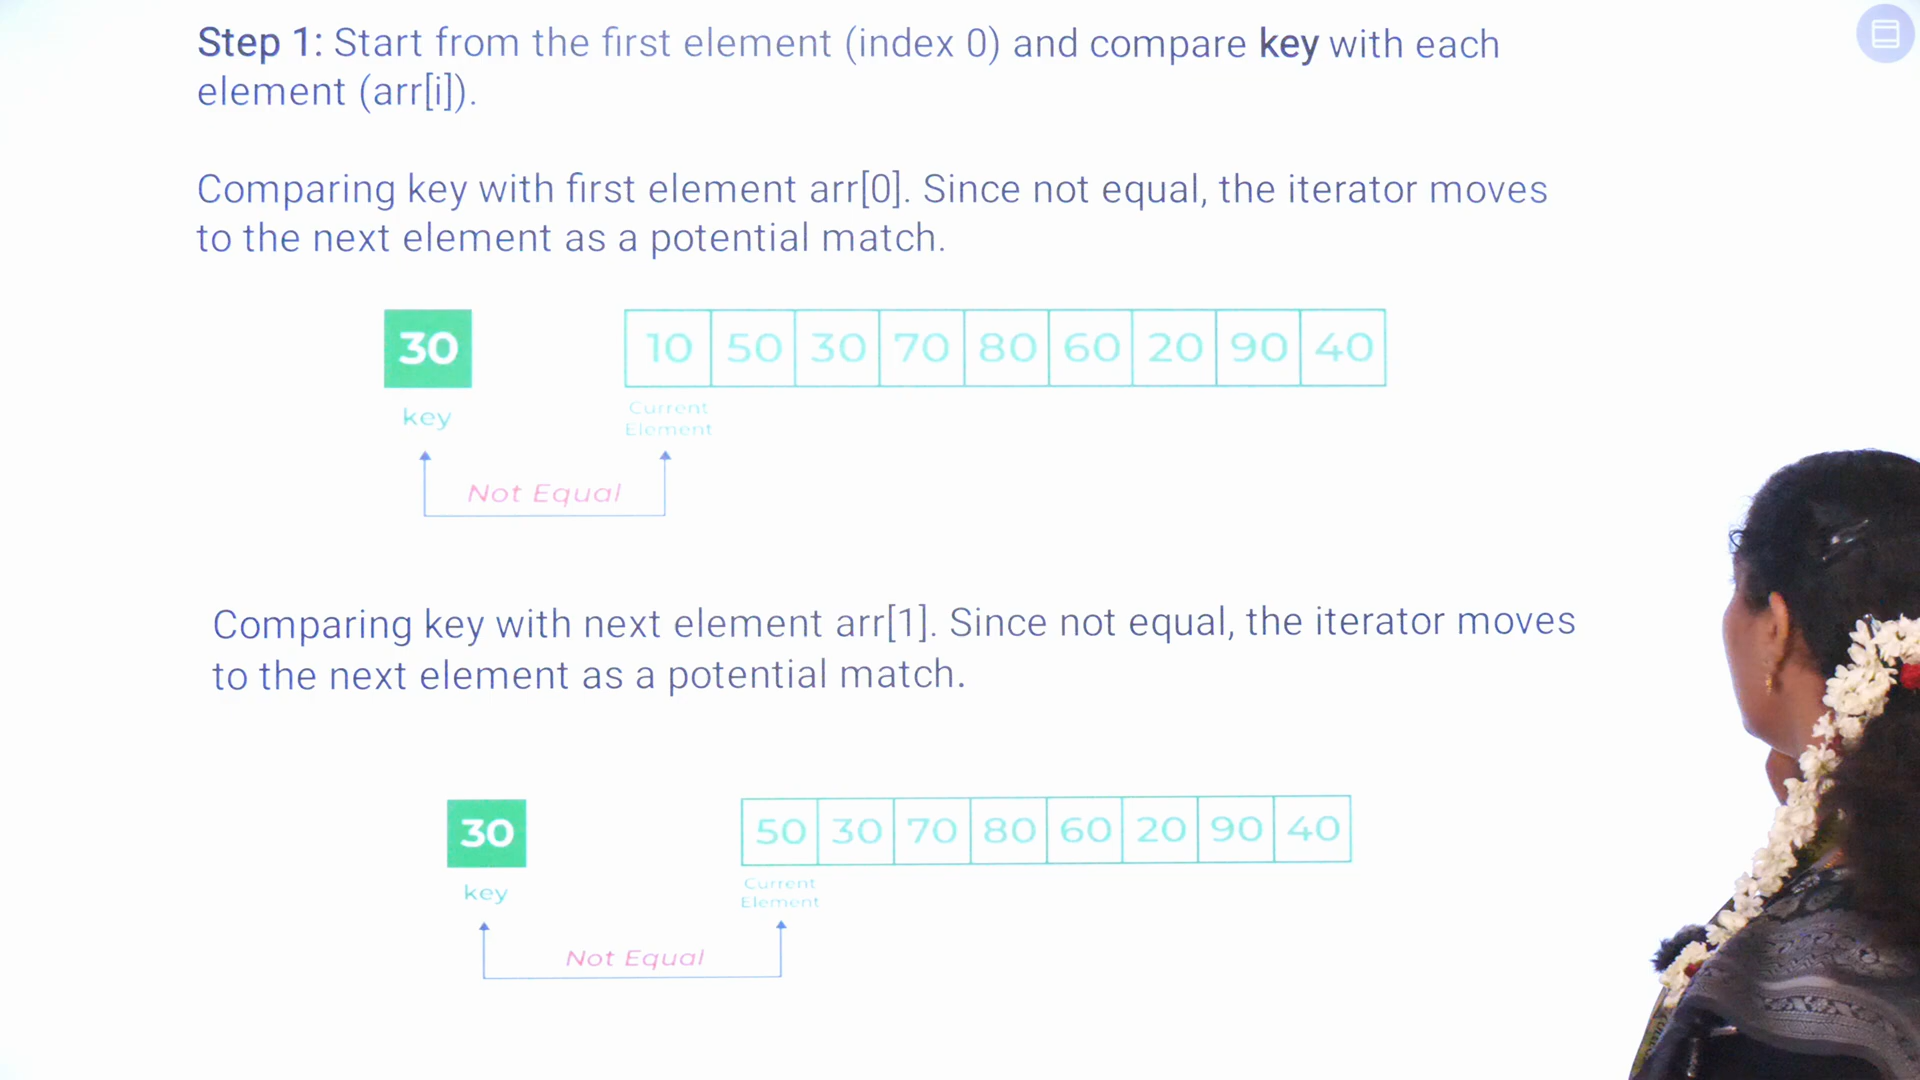 Step 1: Start from the first element (index 0) and compare key with each
element (arr[i]).
Comparing key with first element arr[0]. Since not equal, the iterator moves
to the next element as a potential match.
30
10 50 30 70 80 60 20 90 40
key
Current
Element
Not Equal
Comparing key with next element arr[1]. Since not equal, the iterator moves
to the next element as a potential match.
30
50 30 70 80 60 20 90 40
key
Current
Element
Not Equal